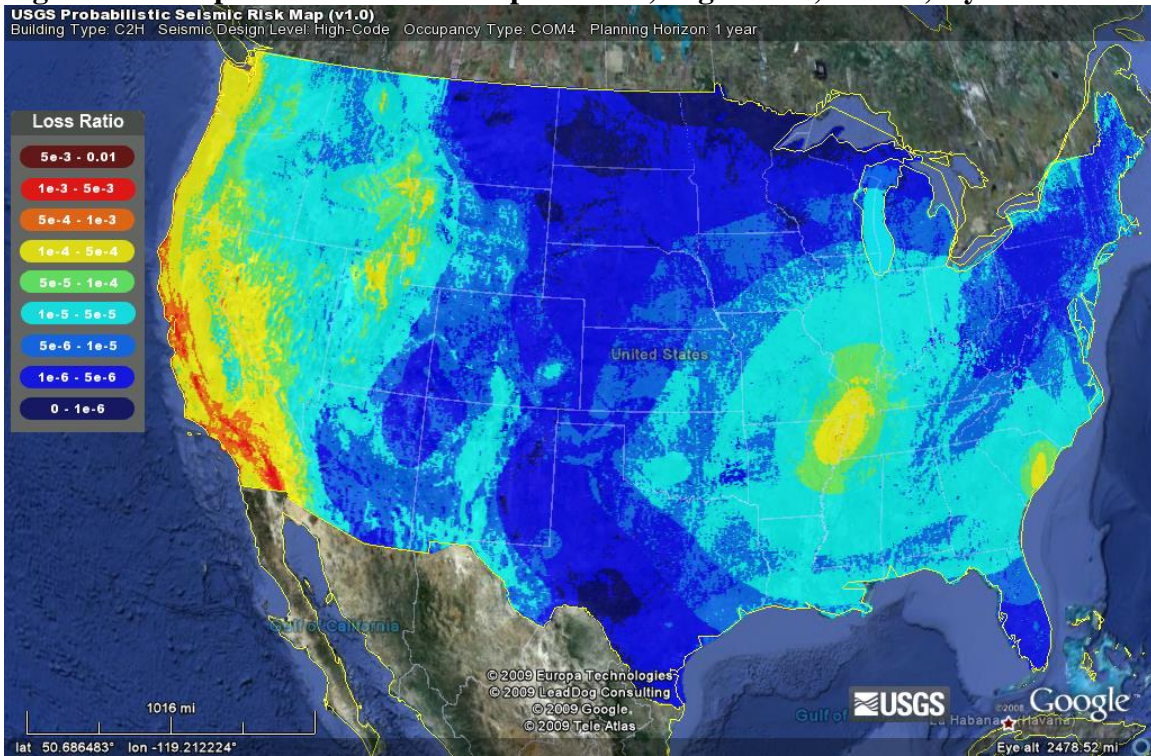 USGS Probabilistic Seismic Risk Map (v1.0)
Building Type: C2H Seismic Design Level: High-Code Occupancy Type: COM4 Planning Horizon: 1 year
Loss Ratio
5e-3 - 0.01
1e-3 - 5e-3
5e-4 - 1e-3
1e-4 - 5e-4
5e-5 - 1e-4
1e-5 - 5e-5
5e-6 - 1e-5
1e-6 - 5e-6
0 - 1e-6
United States
Gulf of California
© 2009 Europa Technologies
© 2009 LeadDog Consulting
© 2009 Google
© 2009 Tele Atlas
1016 mi
Gulf of
USGS
©2008 Google™
La Habana (Havana)
lat 50.686483° lon -119.212224°
Eye alt 2478.52 mi